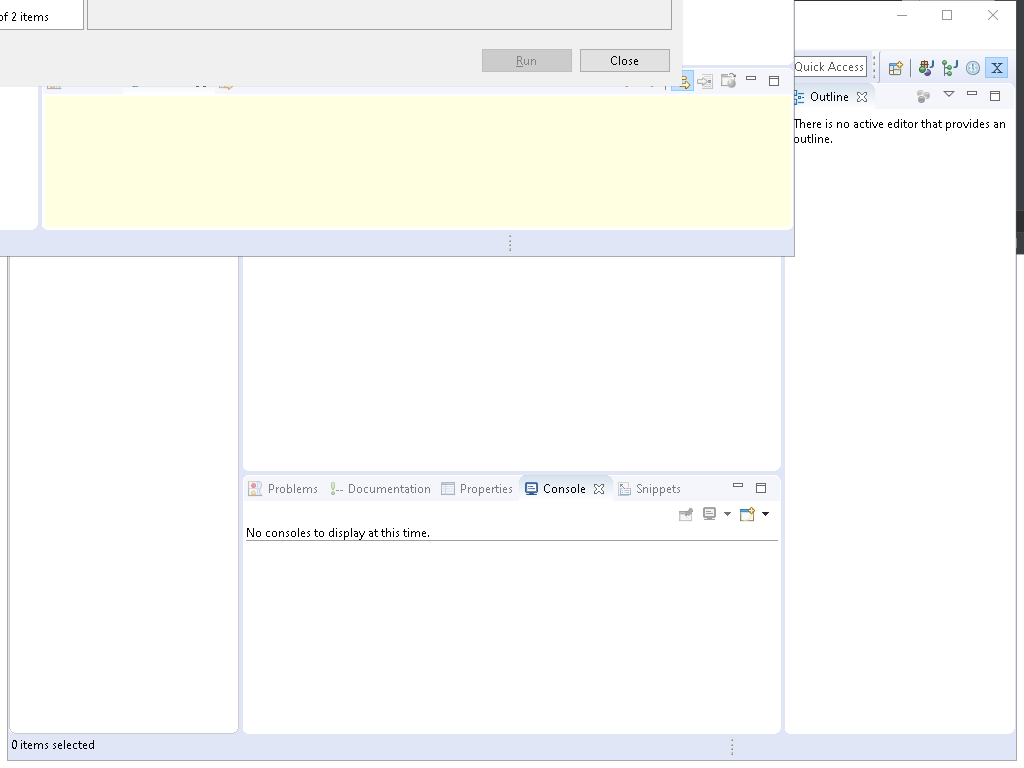 of 2 items
Run
Close
Quick Access
X
Outline
There is no active editor that provides an
outline.
Problems
Documentation
Properties
Console
Snippets
No consoles to display at this time.
0 items selected